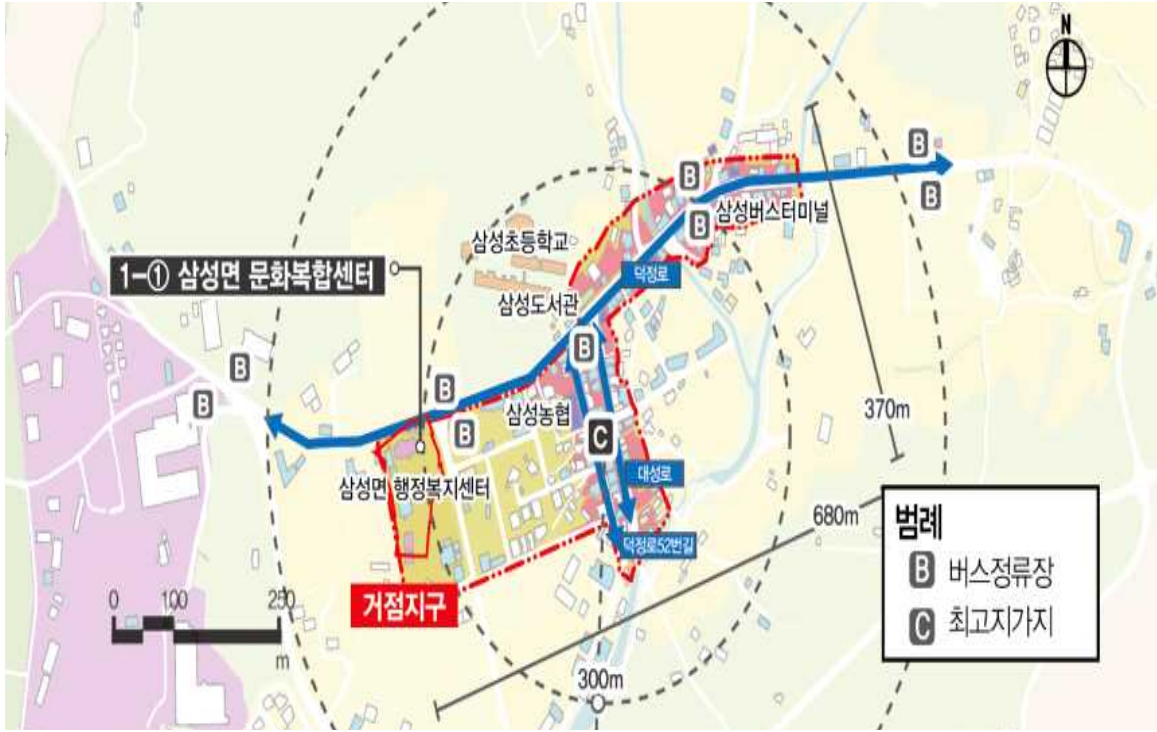 N
B
B
B
삼성버스터미널
B
삼성초등학교
덕정로
1-① 삼성면 문화복합센터
삼성도서관
B
B
B
B
B
삼성농협
C
370m
대성로
삼성면 행정복지센터
680m
덕정로52번길
거점지구
0 100 250
m
300m
범례
B 버스정류장
C 최고지가지